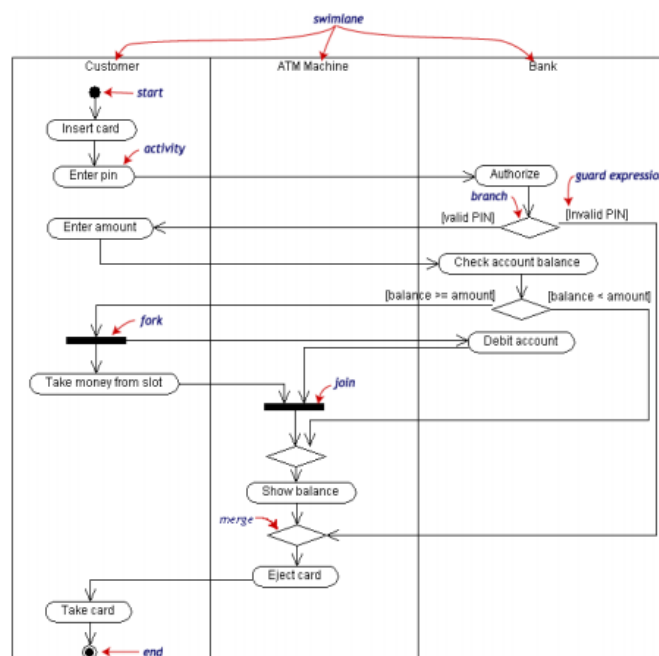 swimlane
Customer
ATM Machine
Bank
start
Insert card
activity
Enter pin
Authorize
guard expression
branch
[valid PIN]
[Invalid PIN]
Enter amount
Check account balance
[balance >= amount]
[balance < amount]
fork
Debit account
Take money from slot
join
Show balance
merge
Eject card
Take card
end